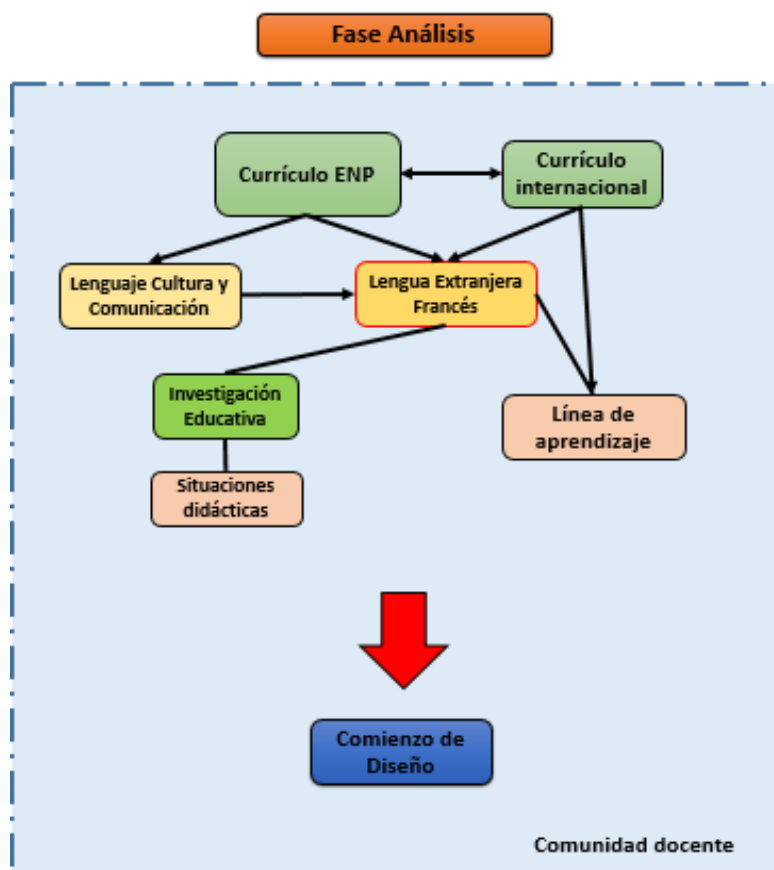 Fase Análisis
Currículo ENP
Currículo
internacional
Lenguaje Cultura y
Comunicación
Lengua Extranjera
Francés
Investigación
Educativa
Línea de
aprendizaje
Situaciones
didácticas
Comienzo de
Diseño
Comunidad docente